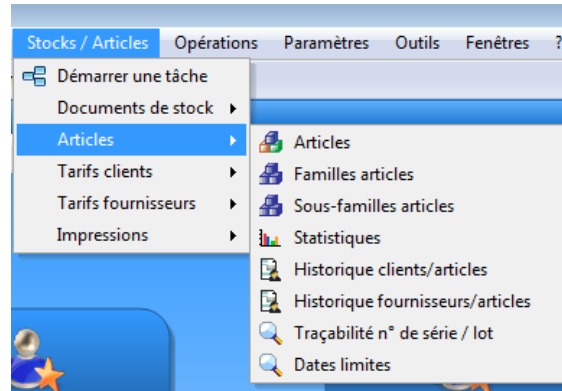 Stocks / Articles Opérations Paramètres Outils Fenêtres ?
Démarrer une tâche
Documents de stock
Articles
Tarifs clients
Tarifs fournisseurs
Impressions
Articles
Familles articles
Sous-familles articles
Statistiques
Historique clients/articles
Historique fournisseurs/articles
Traçabilité n° de série / lot
Dates limites